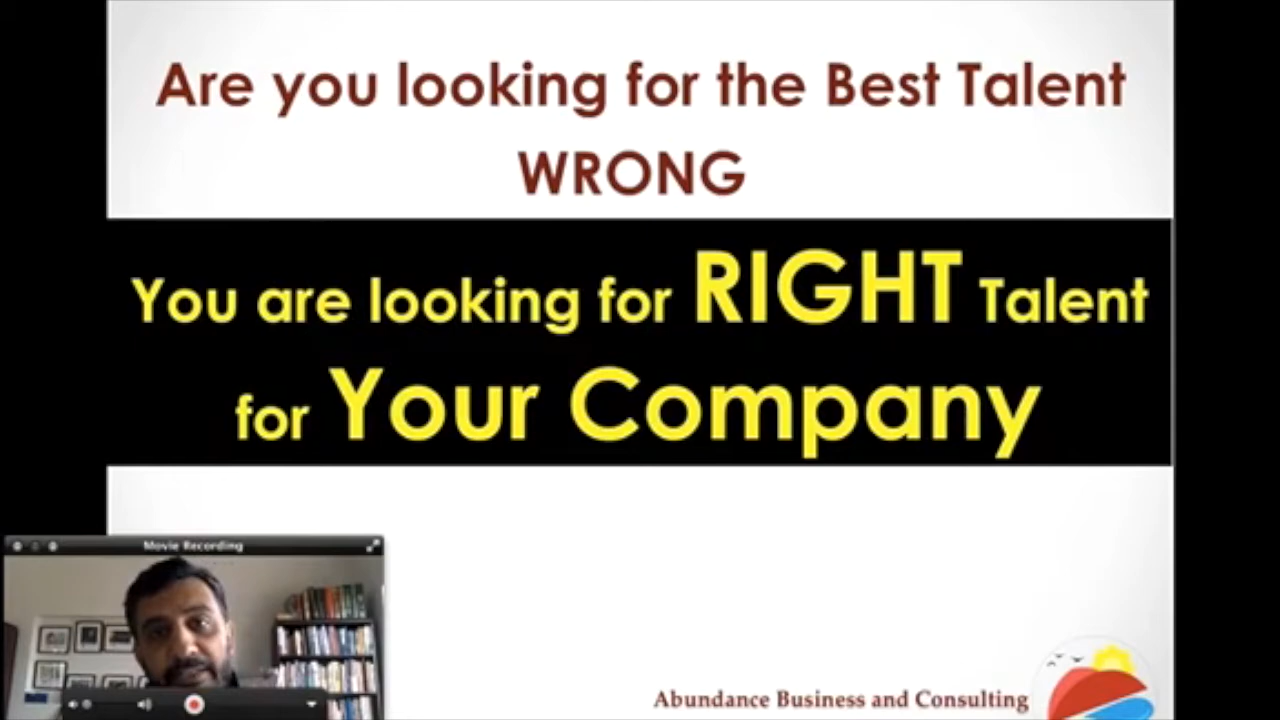 Are you looking for the Best Talent
WRONG
You are looking for RIGHT Talent
for Your Company
Movie Recording
Abundance Business and Consulting